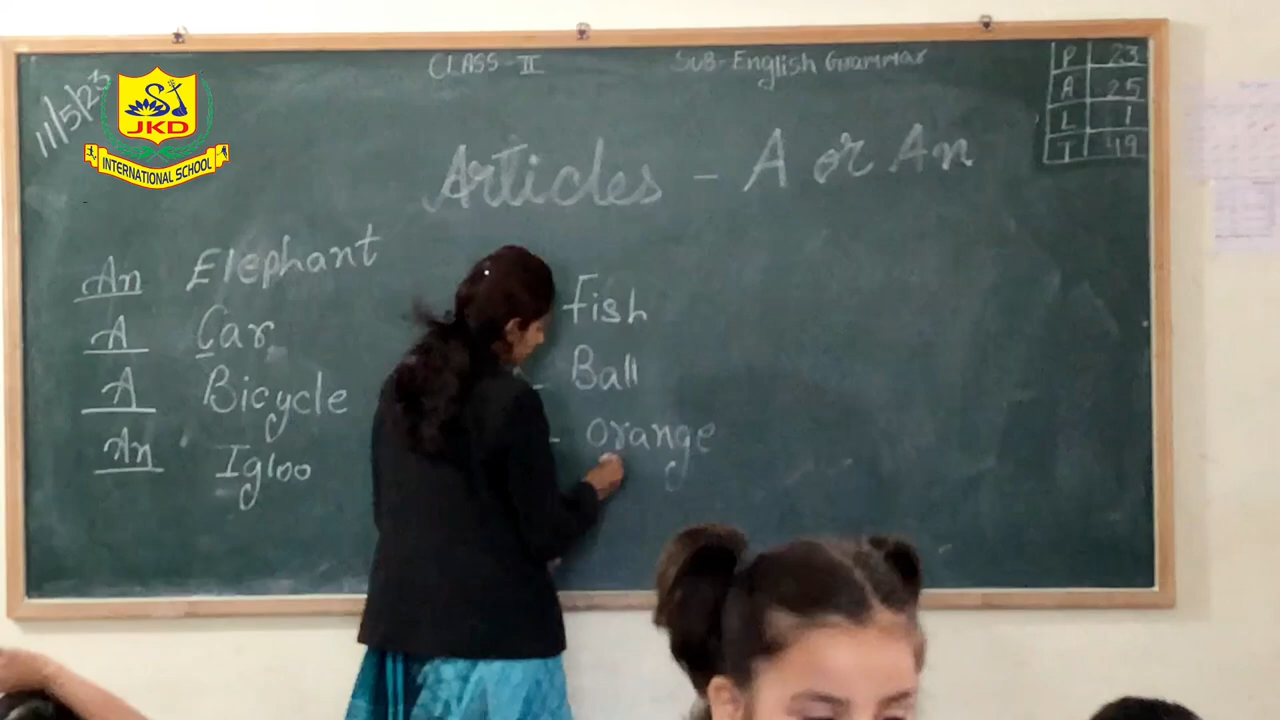 11/5/23
JKD
INTERNATIONAL SCHOOL
CLASS-II
SUB-English Grammar
P 23
A 25
L 1
T 49
Articles - A or An
An Elephant
A Car
A Bicycle
An Igloo
Fish
- Ball
- Orange